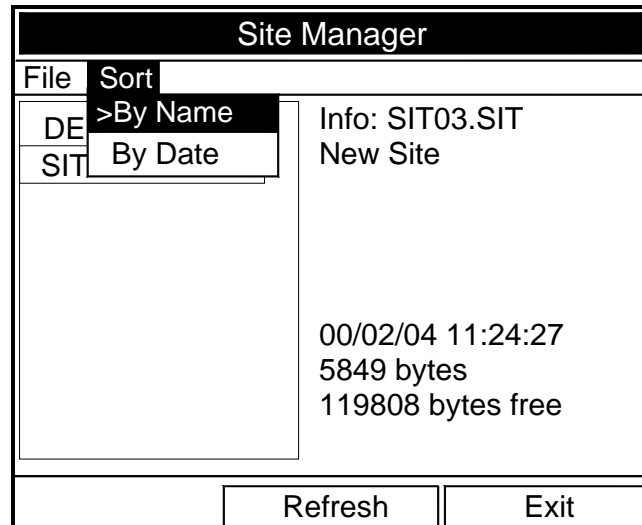 Site Manager
File Sort
>By Name
By Date
DE
SIT
Info: SIT03.SIT
New Site
00/02/04 11:24:27
5849 bytes
119808 bytes free
Refresh Exit